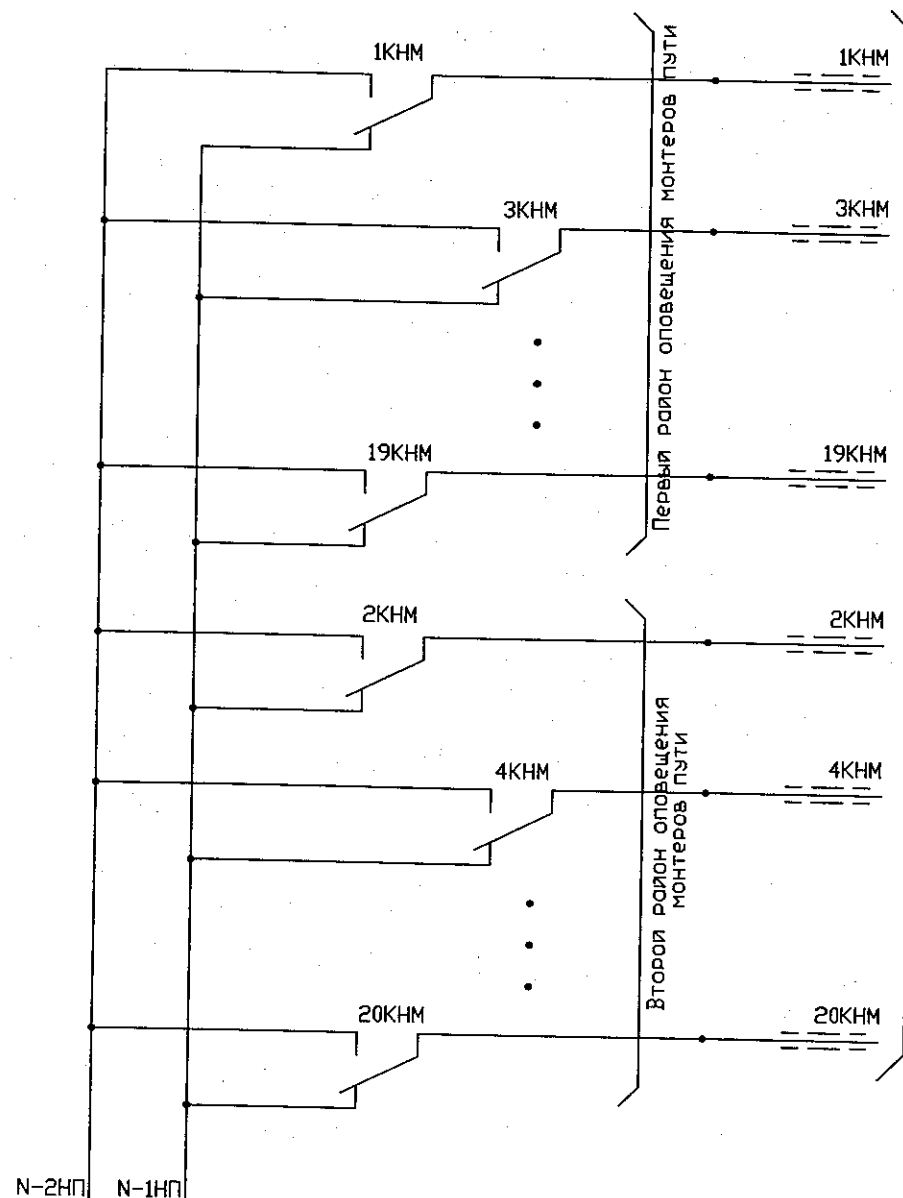 1КНМ
1КНМ
3КНМ
3КНМ
Первый район оповещения монтеров пути
19КНМ
19КНМ
2КНМ
2КНМ
Второй район оповещения
монтеров пути
4КНМ
4КНМ
20КНМ
20КНМ
N-2НП
N-1НП